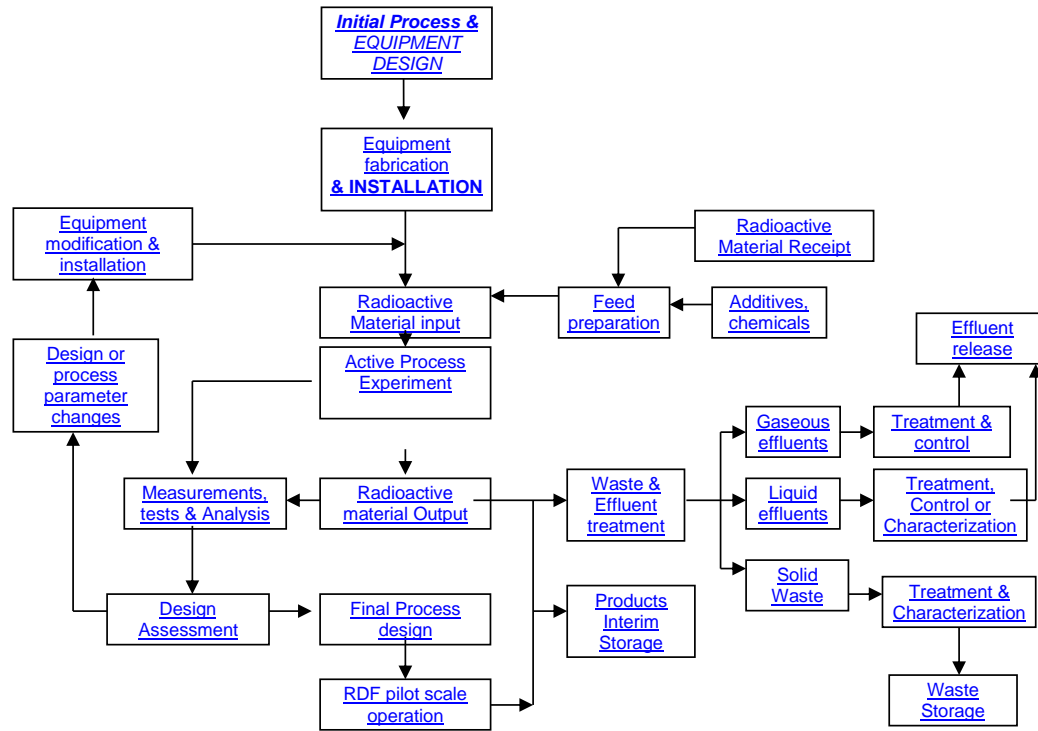 Initial Process &
EQUIPMENT
DESIGN
Equipment
fabrication
& INSTALLATION
Equipment
modification &
installation
Radioactive
Material Receipt
Radioactive
Material input
Feed
preparation
Additives,
chemicals
Effluent
release
Design or
process
parameter
changes
Active Process
Experiment
Gaseous
effluents
Treatment &
control
Measurements,
tests & Analysis
Radioactive
material Output
Waste &
Effluent
treatment
Liquid
effluents
Treatment,
Control or
Characterization
Solid
Waste
Treatment &
Characterization
Design
Assessment
Final Process
design
Products
Interim
Storage
RDF pilot scale
operation
Waste
Storage